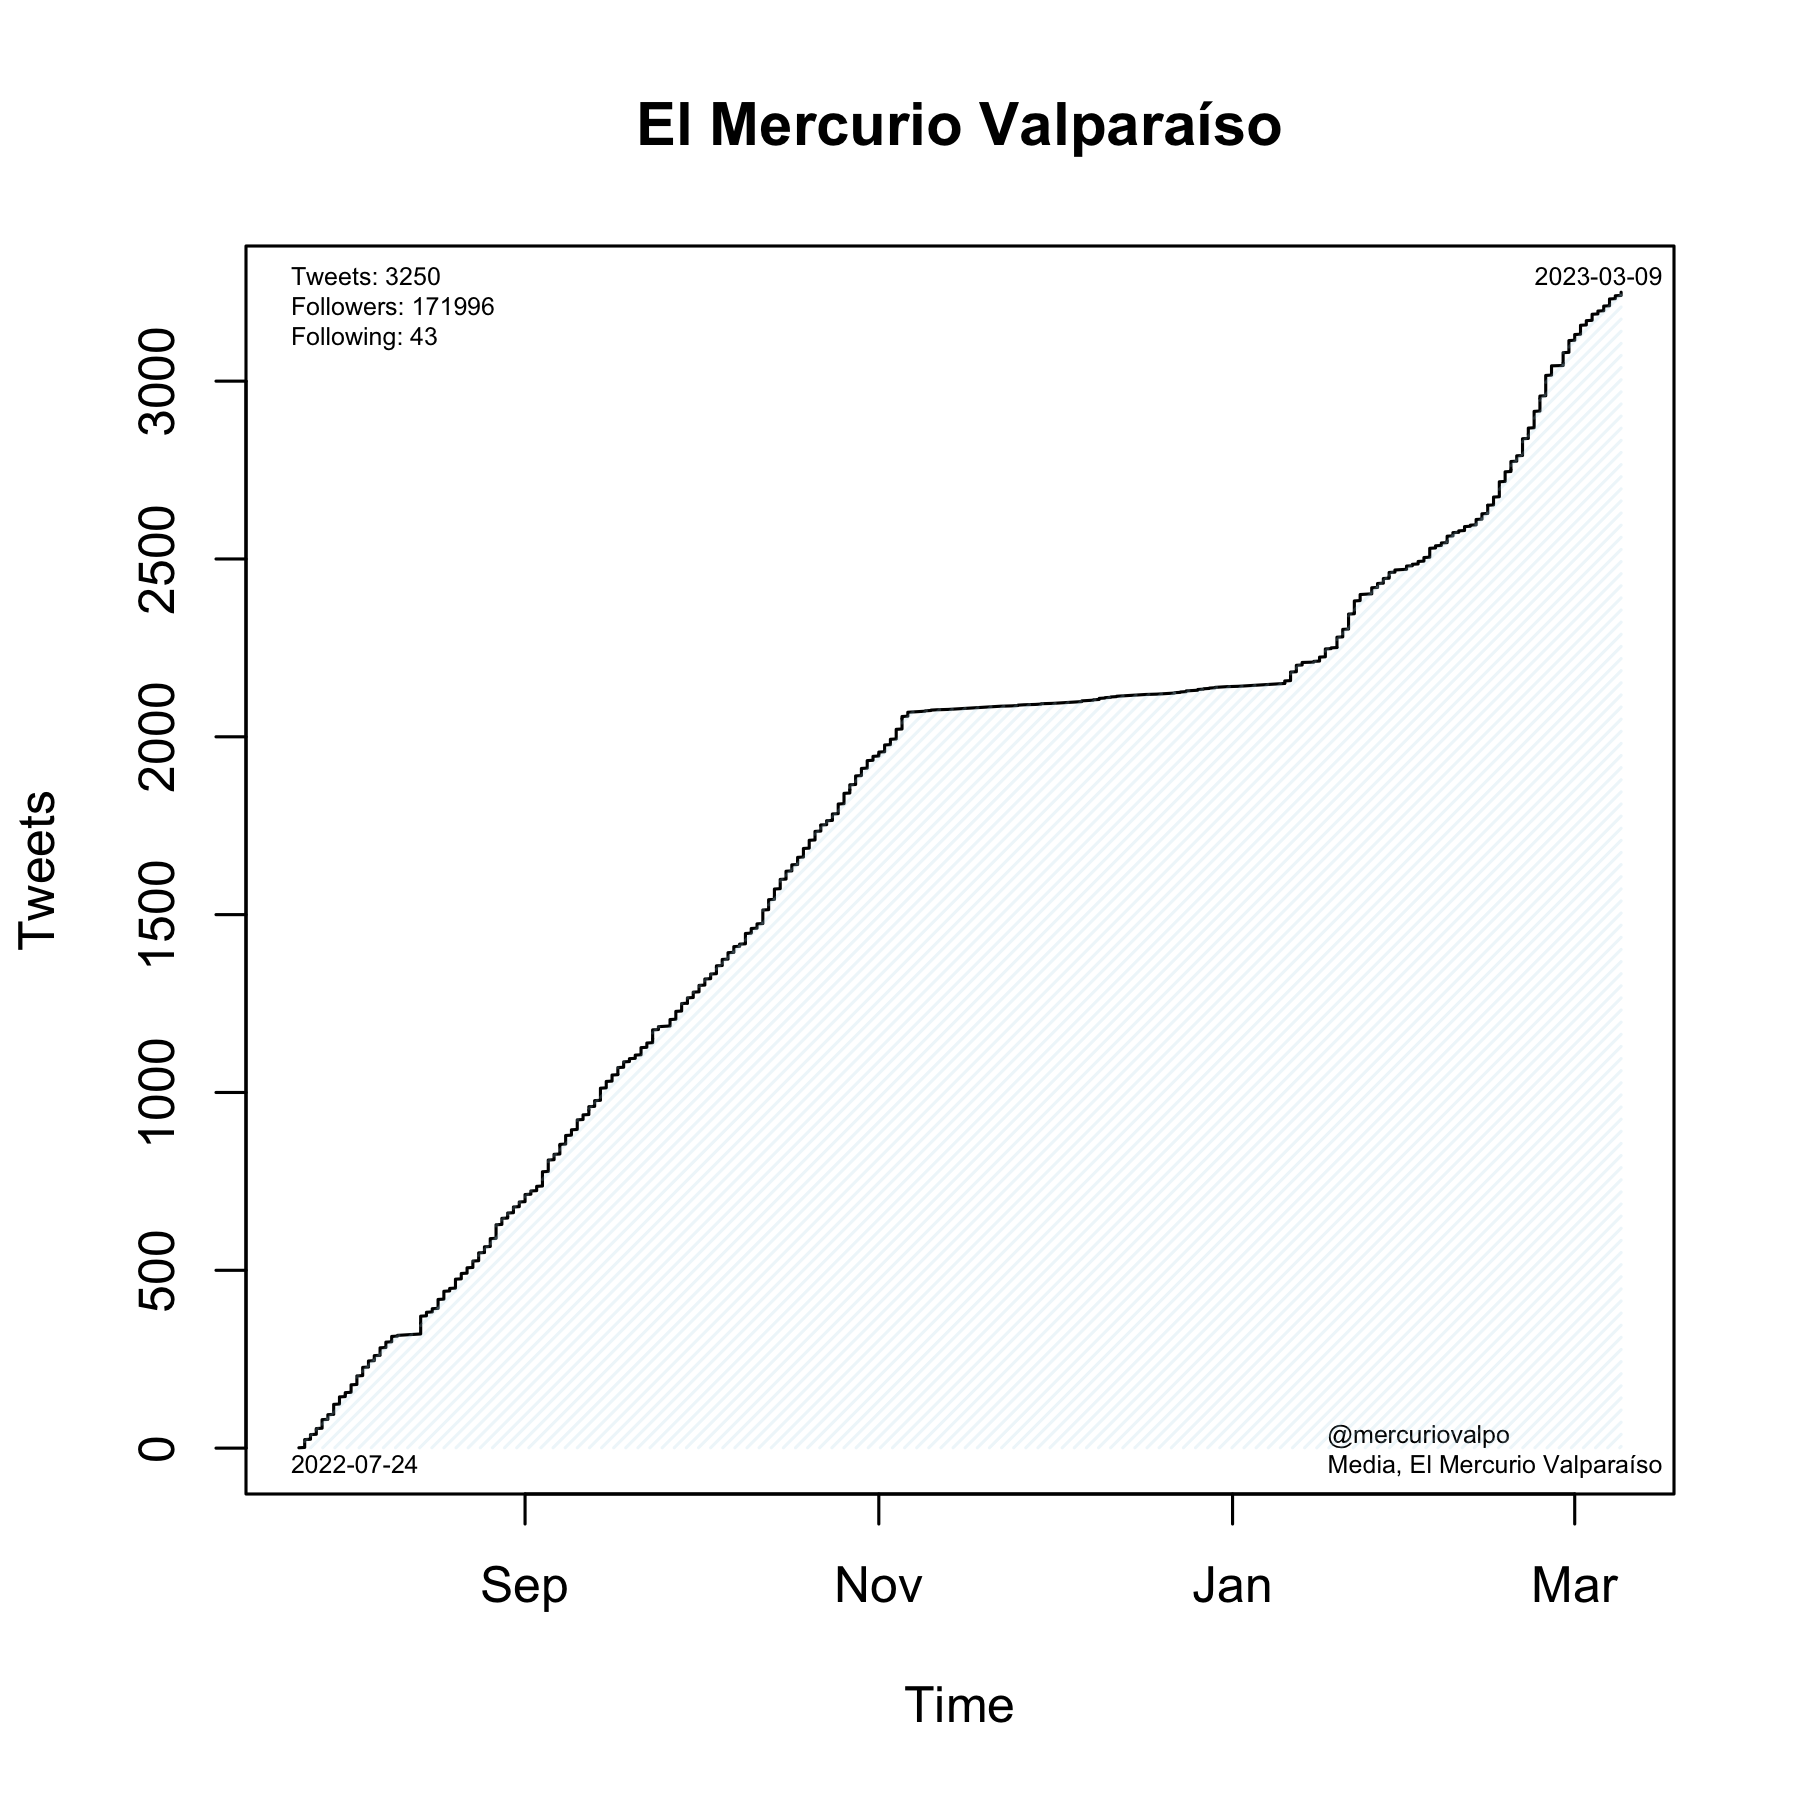 El Mercurio Valparaíso
Tweets: 3250
Followers: 171996
Following: 43
2023-03-09
3000
2500
2000
1500
1000
500
0
Tweets
@mercuriovalpo
Media, El Mercurio Valparaíso
2022-07-24
Sep
Nov
Jan
Mar
Time